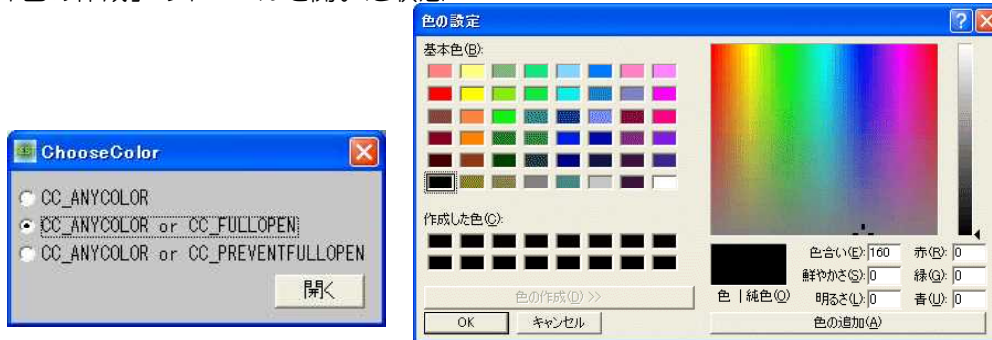 色の設定
基本色(B):
ChooseColor
CC_ANYCOLOR
CC_ANYCOLOR or CC_FULLOPEN
CC_ANYCOLOR or CC_PREVENTFULLOPEN
開く
作成した色(C):
色の作成(D) >>
OK
キャンセル
色 | 純色(O)
色合い(E): 160
赤(R): 0
鮮やかさ(S): 0
緑(G): 0
明るさ(L): 0
青(U): 0
色の追加(A)